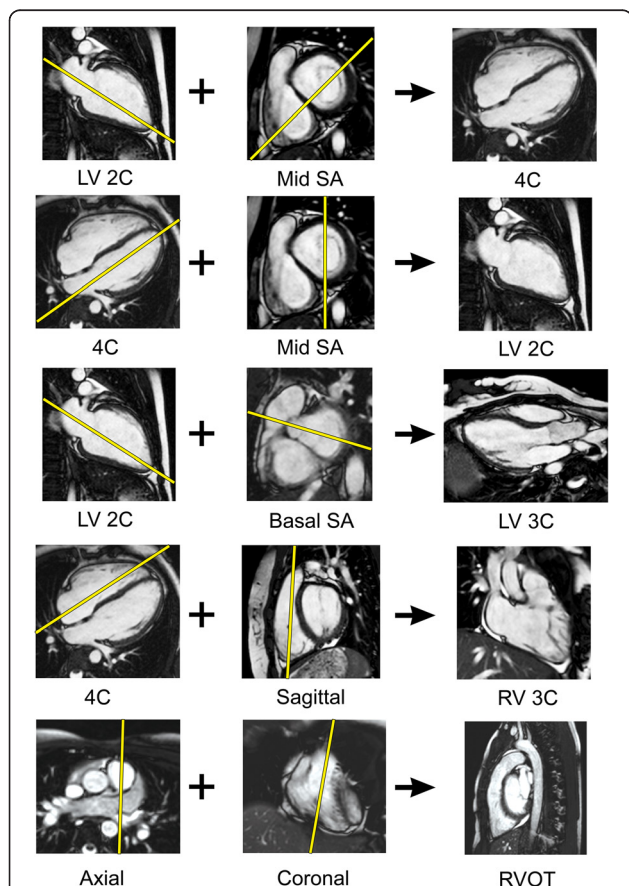 LV 2C + Mid SA 4C
4C + Mid SA LV 2C
LV 2C + Basal SA LV 3C
4C + Sagittal RV 3C
Axial + Coronal RVOT